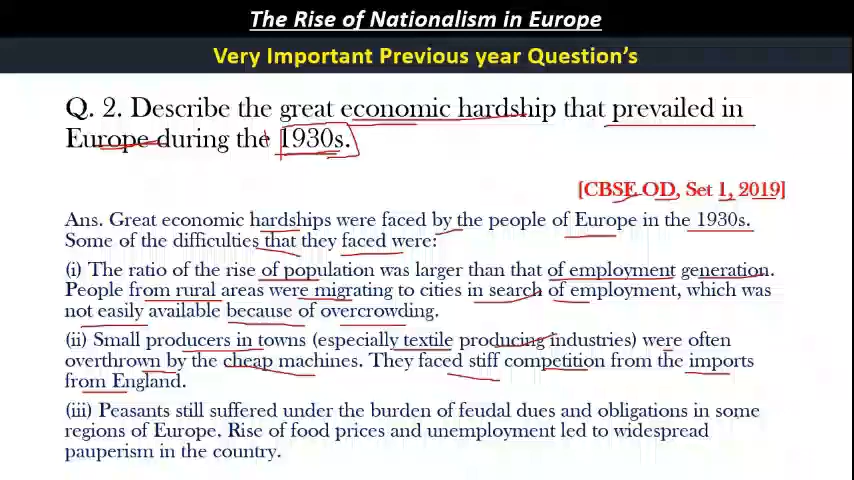 The Rise of Nationalism in Europe
Very Important Previous year Question's
Q. 2. Describe the great economic hardship that prevailed in
Europe during the 1930s.
[CBSE OD, Set 1, 2019]
Ans. Great economic hardships were faced by the people of Europe in the 1930s.
Some of the difficulties that they faced were:
(i) The ratio of the rise of population was larger than that of employment generation.
People from rural areas were migrating to cities in search of employment, which was
not easily available because of overcrowding.
(ii) Small producers in towns (especially textile producing industries) were often
overthrown by the cheap machines. They faced stiff competition from the imports
from England.
(iii) Peasants still suffered under the burden of feudal dues and obligations in some
regions of Europe. Rise of food prices and unemployment led to widespread
pauperism in the country.